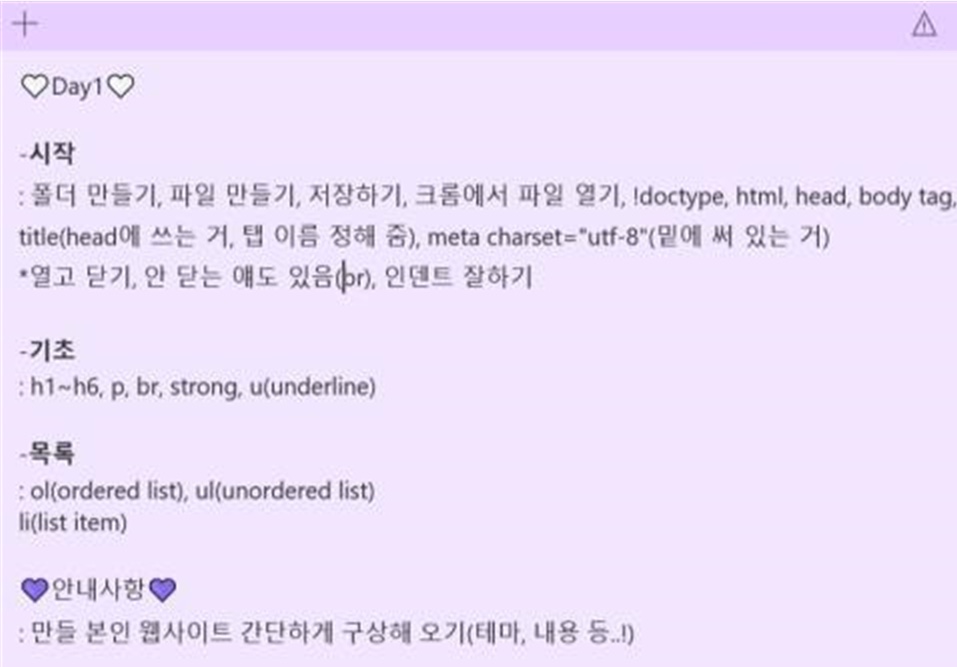 🤍Day1🤍
-시작
: 폴더 만들기, 파일 만들기, 저장하기, 크롬에서 파일 열기, !doctype, html, head, body tag,
title(head에 쓰는 거, 탭 이름 정해 줌), meta charset="utf-8"(밑에 써 있는 거)
*열고 닫기, 안 닫는 얘도 있음(br), 인덴트 잘하기
-기초
: h1~h6, p, br, strong, u(underline)
-목록
: ol(ordered list), ul(unordered list)
li(list item)
💜안내사항💜
: 만들 본인 웹사이트 간단하게 구상해 오기(테마, 내용 등..!)